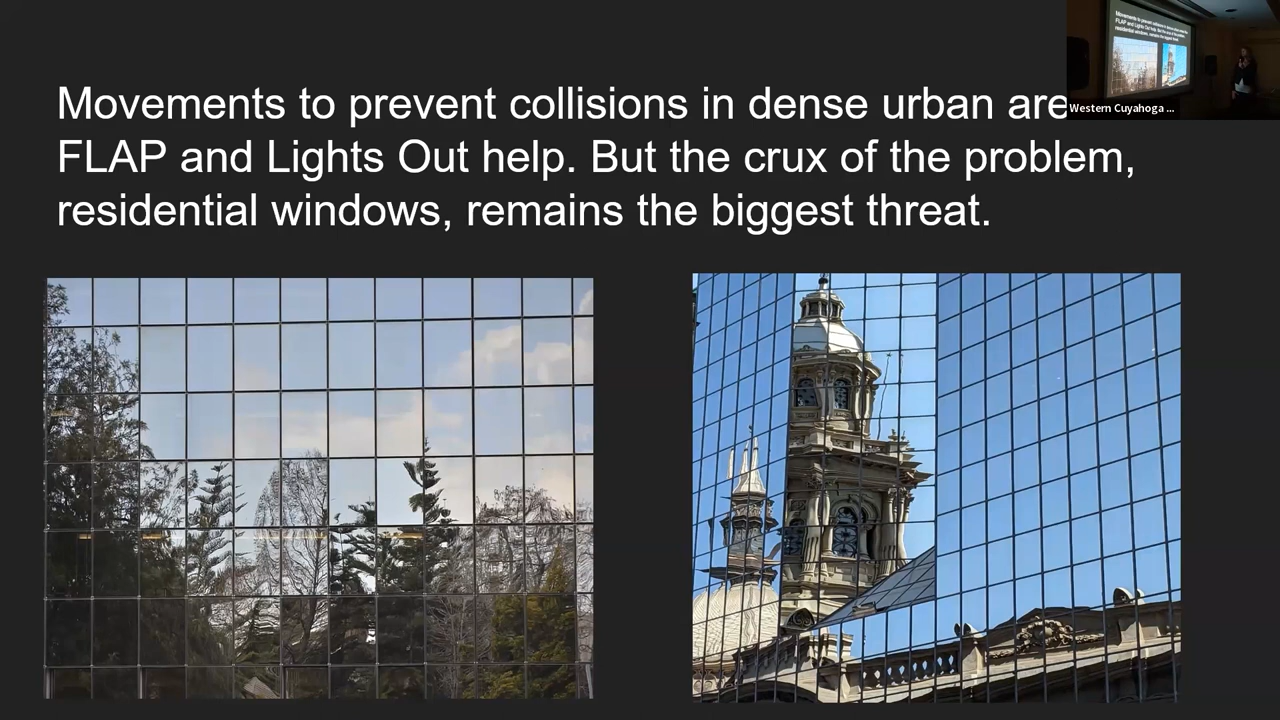 Movements to prevent collisions in dense urban are
FLAP and Lights Out help. But the crux of the problem,
residential windows, remains the biggest threat.
Western Cuyahoga ...